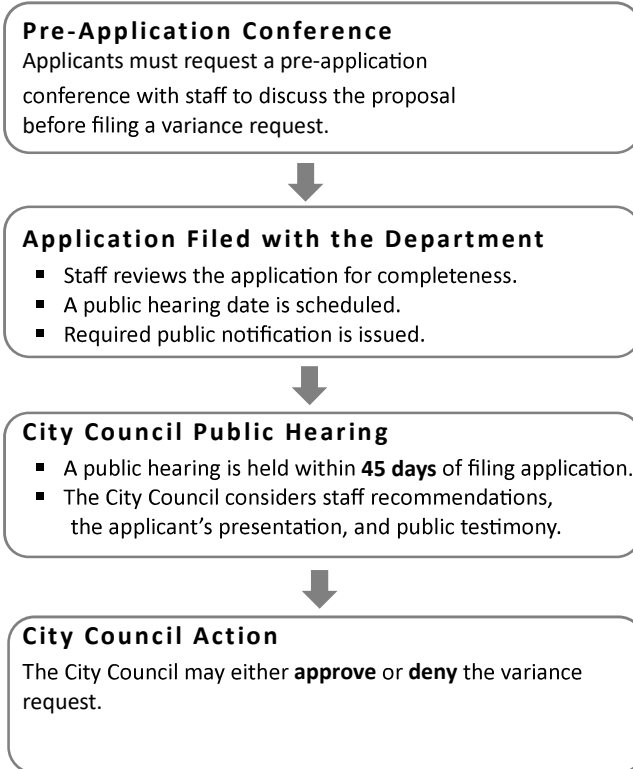 Pre-Application Conference
Applicants must request a pre-application
conference with staff to discuss the proposal
before filing a variance request.
Application Filed with the Department
▪ Staff reviews the application for completeness.
▪ A public hearing date is scheduled.
▪ Required public notification is issued.
City Council Public Hearing
▪ A public hearing is held within 45 days of filing application.
▪ The City Council considers staff recommendations,
the applicant’s presentation, and public testimony.
City Council Action
The City Council may either approve or deny the variance
request.